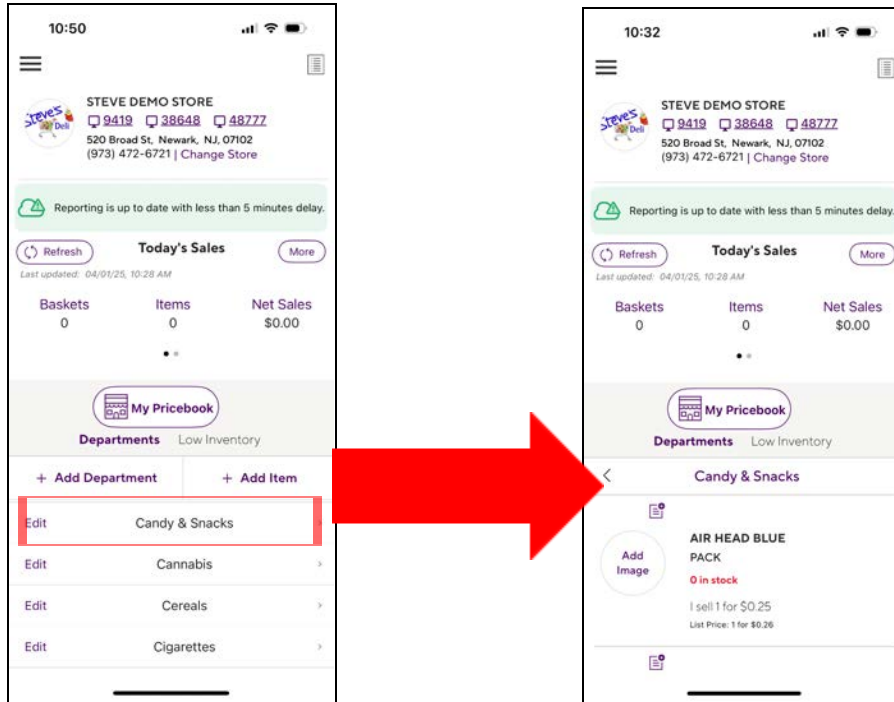 10:50
Steve's
Deli
STEVE DEMO STORE
9419 38648 48777
520 Broad St, Newark, NJ, 07102
(973) 472-6721 | Change Store
Reporting is up to date with less than 5 minutes delay.
Refresh Today's Sales More
Last updated: 04/01/25, 10:28 AM
Baskets Items Net Sales
0 0 $0.00
My Pricebook
Departments Low Inventory
+ Add Department + Add Item
Edit Candy & Snacks >
Edit Cannabis >
Edit Cereals >
Edit Cigarettes >
10:32
Steve's
Deli
STEVE DEMO STORE
9419 38648 48777
520 Broad St, Newark, NJ, 07102
(973) 472-6721 | Change Store
Reporting is up to date with less than 5 minutes delay.
Refresh Today's Sales More
Last updated: 04/01/25, 10:28 AM
Baskets Items Net Sales
0 0 $0.00
My Pricebook
Departments Low Inventory
< Candy & Snacks
Add
Image
AIR HEAD BLUE
PACK
0 in stock
I sell 1 for $0.25
List Price: 1 for $0.26